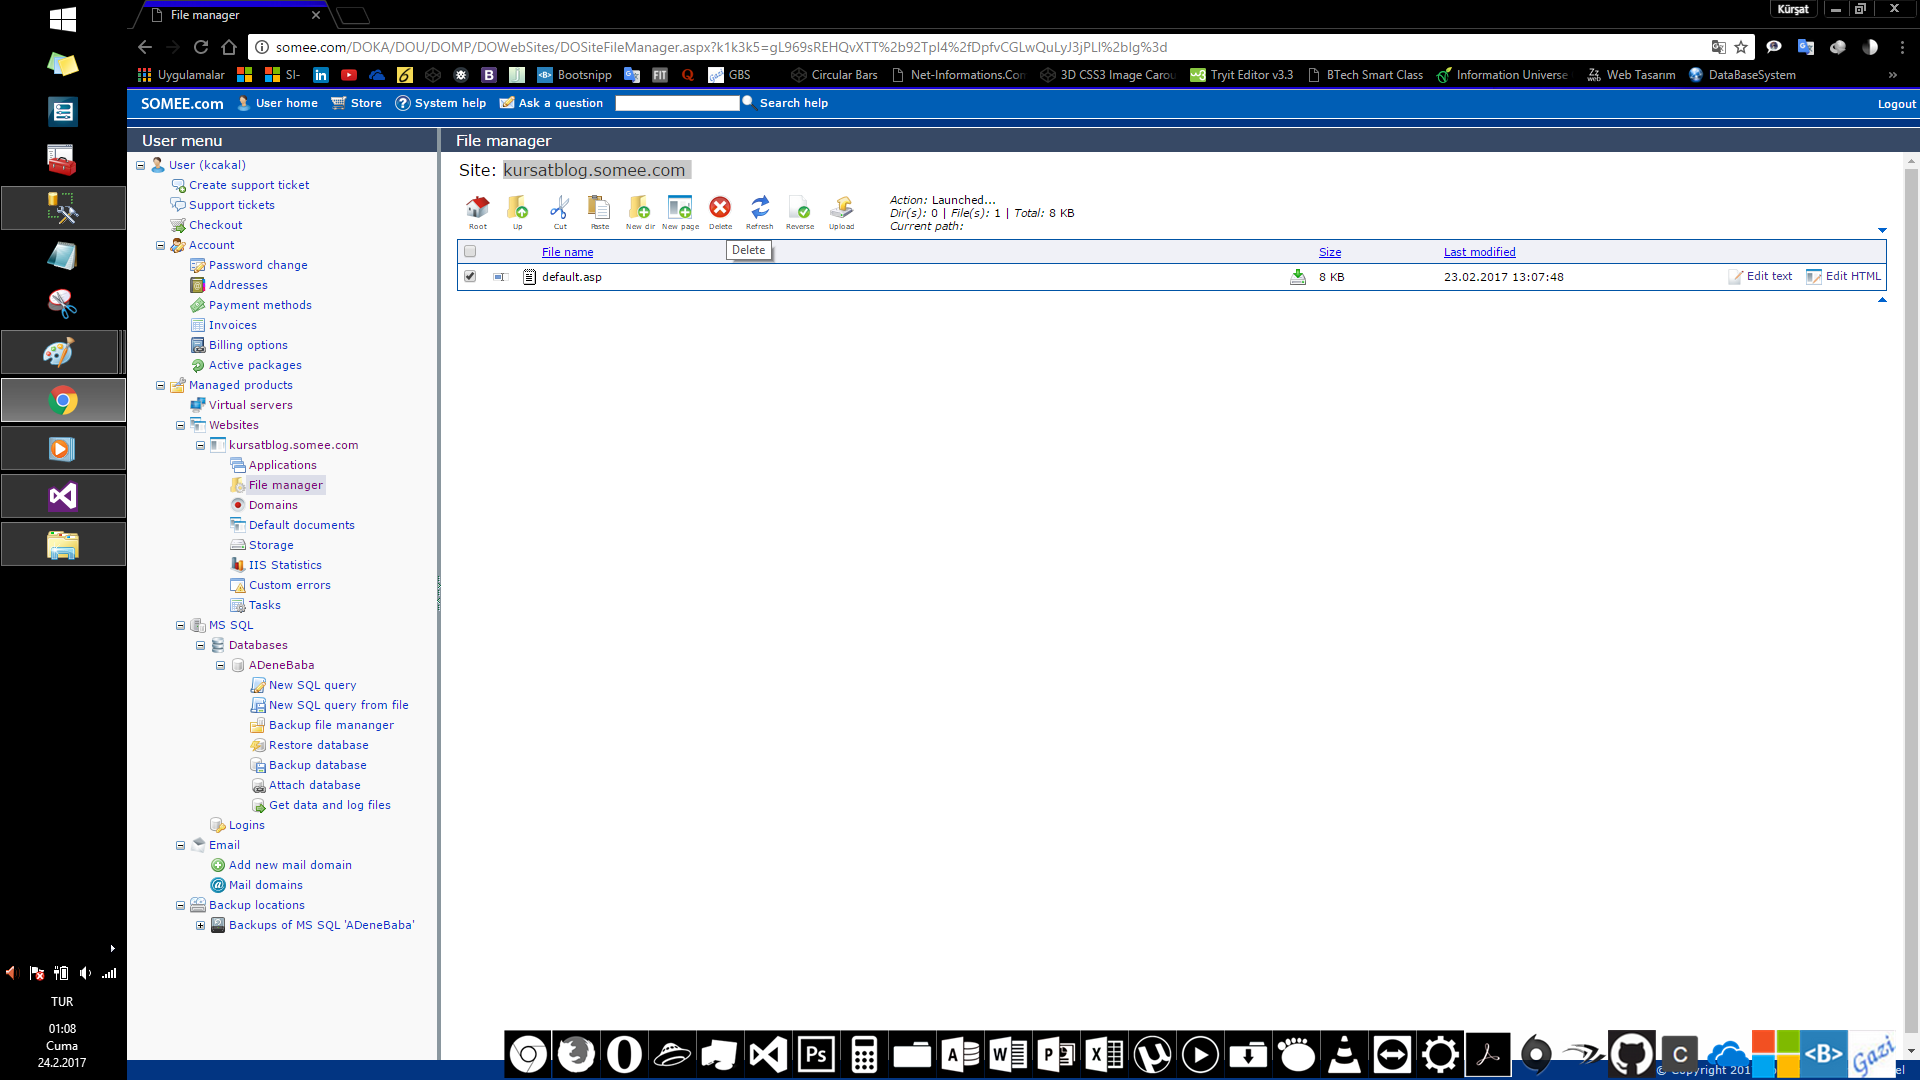 File manager
Kürşat
somee.com/DOKA/DOU/DOMP/DOWebSites/DOSiteFileManager.aspx?k1k3k5=gL969sREHQvXTT%2b92TpI4%2fDpfvCGLwQuLyJ3jPLI%2bIg%3d
Uygulamalar SI- Bootsnipp FIT GBS Circular Bars Net-Informations.Com 3D CSS3 Image Carou Tryit Editor v3.3 BTech Smart Class Information Universe Web Tasarım DataBaseSystem »
SOMEE.com User home Store System help Ask a question Search help Logout
User menu
File manager
User (kcakal)
Create support ticket
Support tickets
Checkout
Account
Password change
Addresses
Payment methods
Invoices
Billing options
Active packages
Managed products
Virtual servers
Websites
kursatblog.somee.com
Applications
File manager
Domains
Default documents
Storage
IIS Statistics
Custom errors
Tasks
MS SQL
Databases
ADeneBaba
New SQL query
New SQL query from file
Backup file mananger
Restore database
Backup database
Attach database
Get data and log files
Logins
Email
Add new mail domain
Mail domains
Backup locations
Backups of MS SQL 'ADeneBaba'
Site: kursatblog.somee.com
Root Up Cut Paste New dir New page Delete Refresh Reverse Upload
Action: Launched...
Dir(s): 0 | File(s): 1 | Total: 8 KB
Current path:
Delete
File name Size Last modified
default.asp 8 KB 23.02.2017 13:07:48 Edit text Edit HTML
TUR
01:08
Cuma
24.2.2017
Ps
C
<B>
Gazi
© Copyright 201